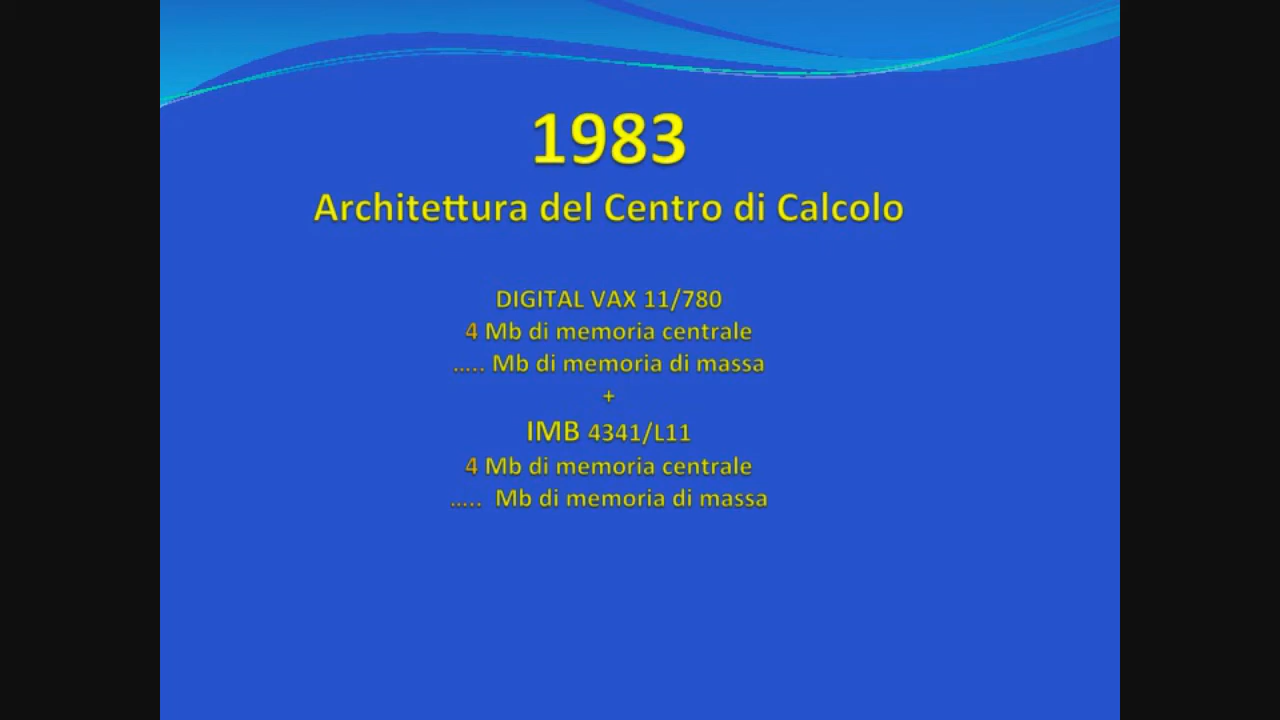 1983
Architettura del Centro di Calcolo
DIGITAL VAX 11/780
4 Mb di memoria centrale
..... Mb di memoria di massa
+
IMB 4341/L11
4 Mb di memoria centrale
..... Mb di memoria di massa